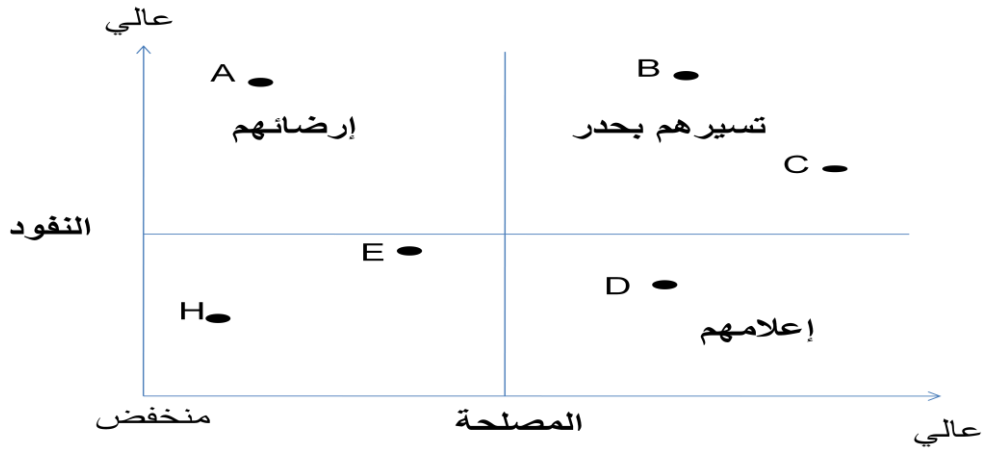 عالي
A
B
إرضائهم
تسيرهم بحدر
C
النفود
E
D
H
إعلامهم
منخفض
المصلحة
عالي